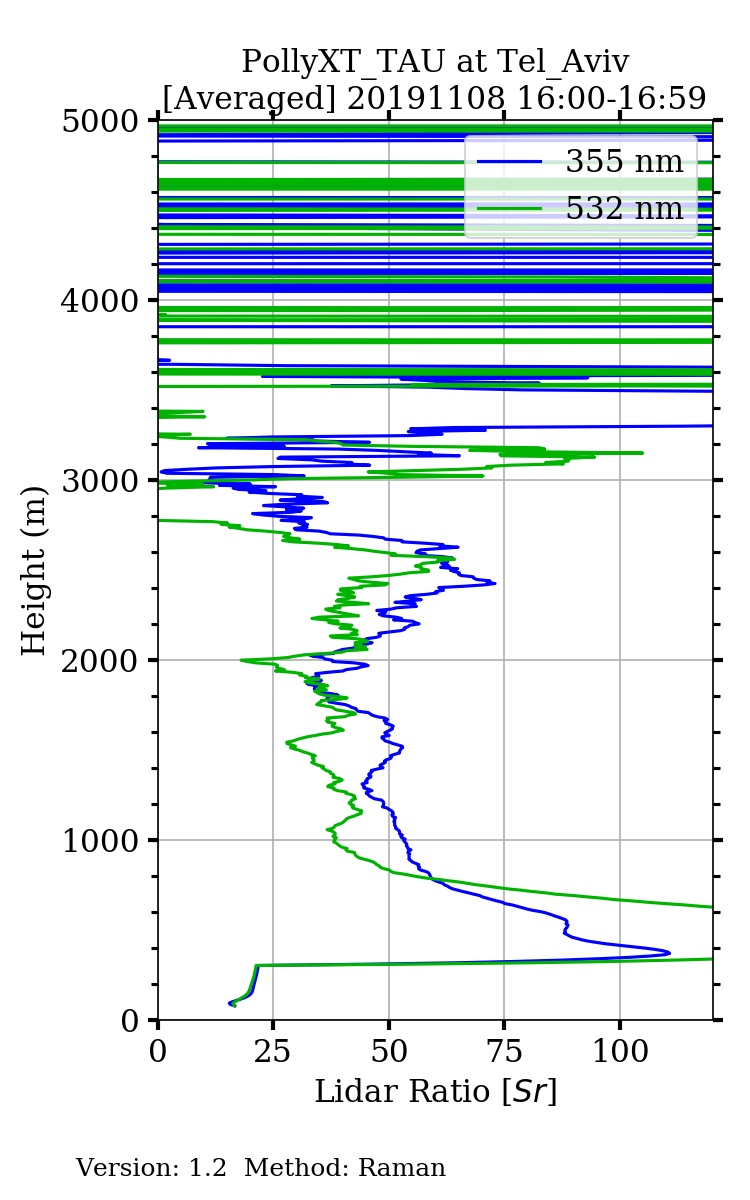 PollyXT_TAU at Tel_Aviv
[Averaged] 20191108 16:00-16:59
5000
4000
3000
2000
1000
0
Height (m)
355 nm
532 nm
0 25 50 75 100
Lidar Ratio [Sr]
Version: 1.2 Method: Raman